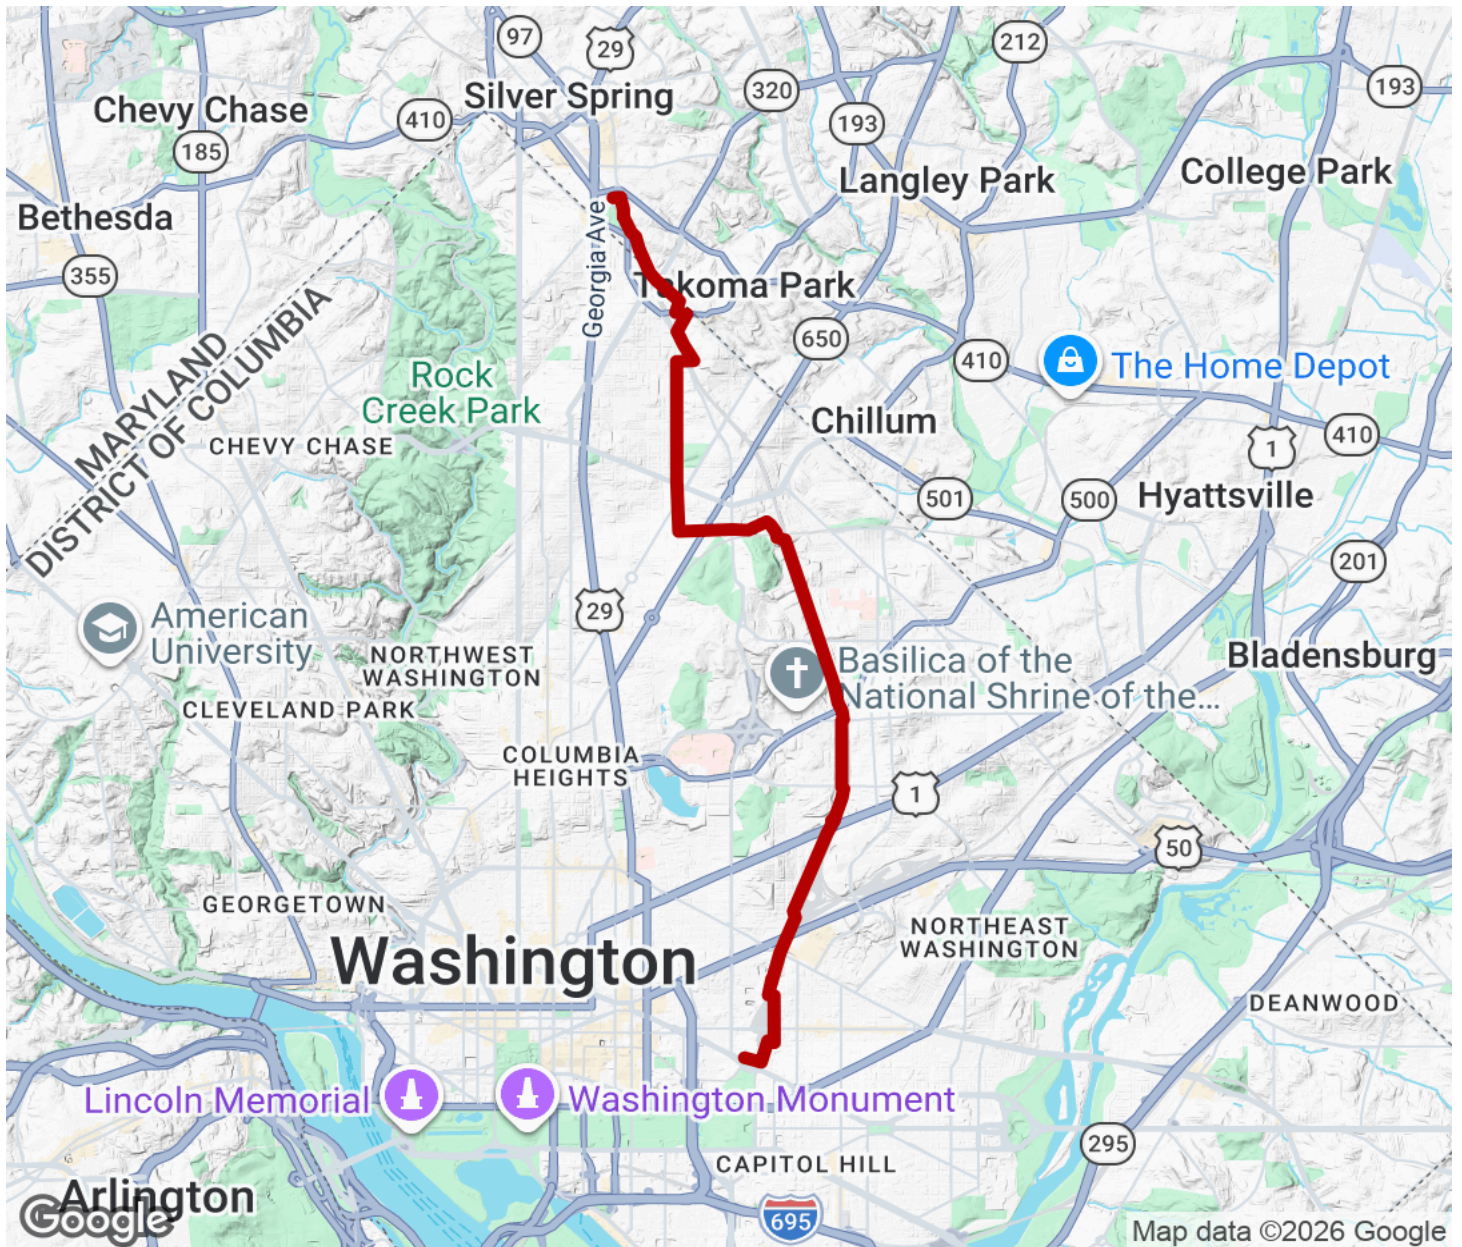 97
29
212
320
193
Silver Spring
Chevy Chase
410
193
185
Langley Park
College Park
Bethesda
Georgia Ave
355
Takoma Park
MARYLAND
DISTRICT OF COLUMBIA
650
410
The Home Depot
Rock
Creek Park
Chillum
CHEVY CHASE
1
410
501
500
Hyattsville
201
American
University
29
NORTHWEST
WASHINGTON
Basilica of the
National Shrine of the...
Bladensburg
CLEVELAND PARK
COLUMBIA
HEIGHTS
1
50
GEORGETOWN
NORTHEAST
WASHINGTON
Washington
DEANWOOD
Lincoln Memorial
Washington Monument
295
CAPITOL HILL
Arlington
Google
695
Map data ©2026 Google